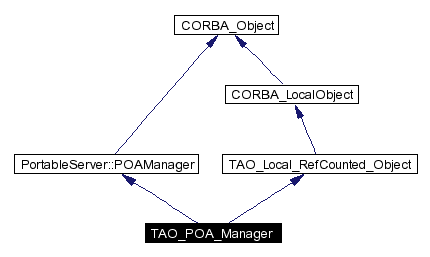 CORBA_Object
CORBA_LocalObject
PortableServer::POAManager
TAO_Local_RefCounted_Object
TAO_POA_Manager